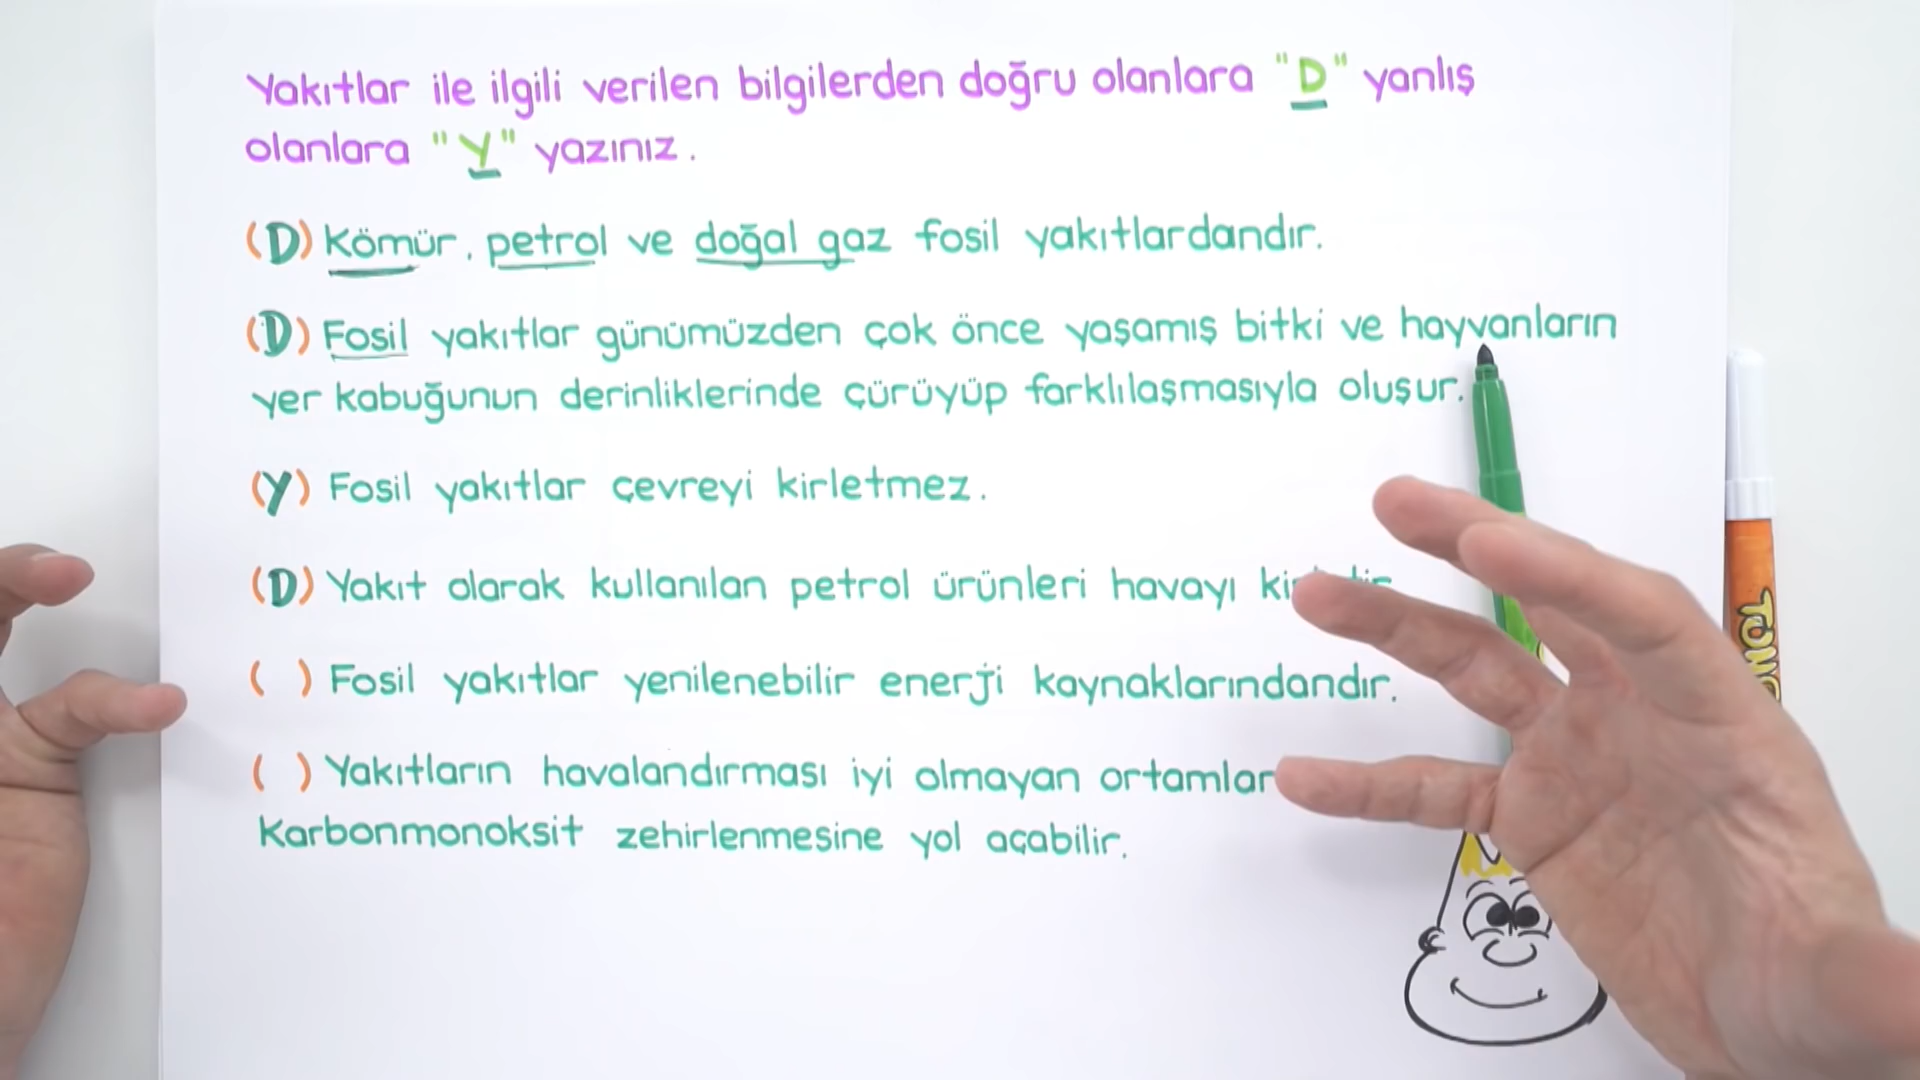 Yakıtlar ile ilgili verilen bilgilerden doğru olanlara "D" yanlış
olanlara "Y" yazınız.
(D) Kömür, petrol ve doğal gaz fosil yakıtlardandır.
(D) Fosil yakıtlar günümüzden çok önce yaşamış bitki ve hayvanların
yer kabuğunun derinliklerinde çürüyüp farklılaşmasıyla oluşur.
(Y) Fosil yakıtlar çevreyi kirletmez.
(D) Yakıt olarak kullanılan petrol ürünleri havayı
( ) Fosil yakıtlar yenilenebilir enerji kaynaklarındandır.
( ) Yakıtların havalandırması iyi olmayan ortamlar
Karbonmonoksit zehirlenmesine yol açabilir.